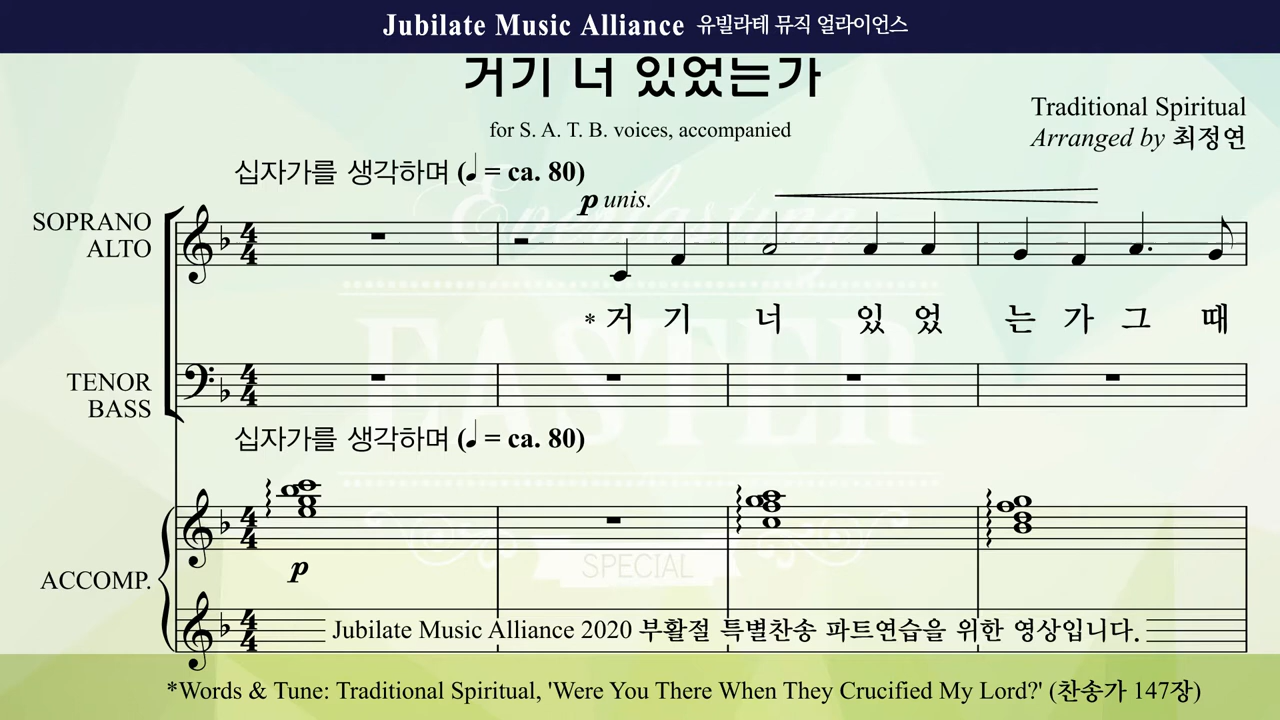 Jubilate Music Alliance 유빌라테 뮤직 얼라이언스
거기 너 있었는가
for S. A. T. B. voices, accompanied
Traditional Spiritual
Arranged by 최정연
십자가를 생각하며 (♩ = ca. 80)
p unis.
SOPRANO
ALTO
*거 기 너 있 었 는 가 그 때
TENOR
BASS
십자가를 생각하며 (♩ = ca. 80)
Everlasting
EASTER
SPECIAL
p
ACCOMP.
Jubilate Music Alliance 2020 부활절 특별찬송 파트연습을 위한 영상입니다.
*Words & Tune: Traditional Spiritual, 'Were You There When They Crucified My Lord?' (찬송가 147장)